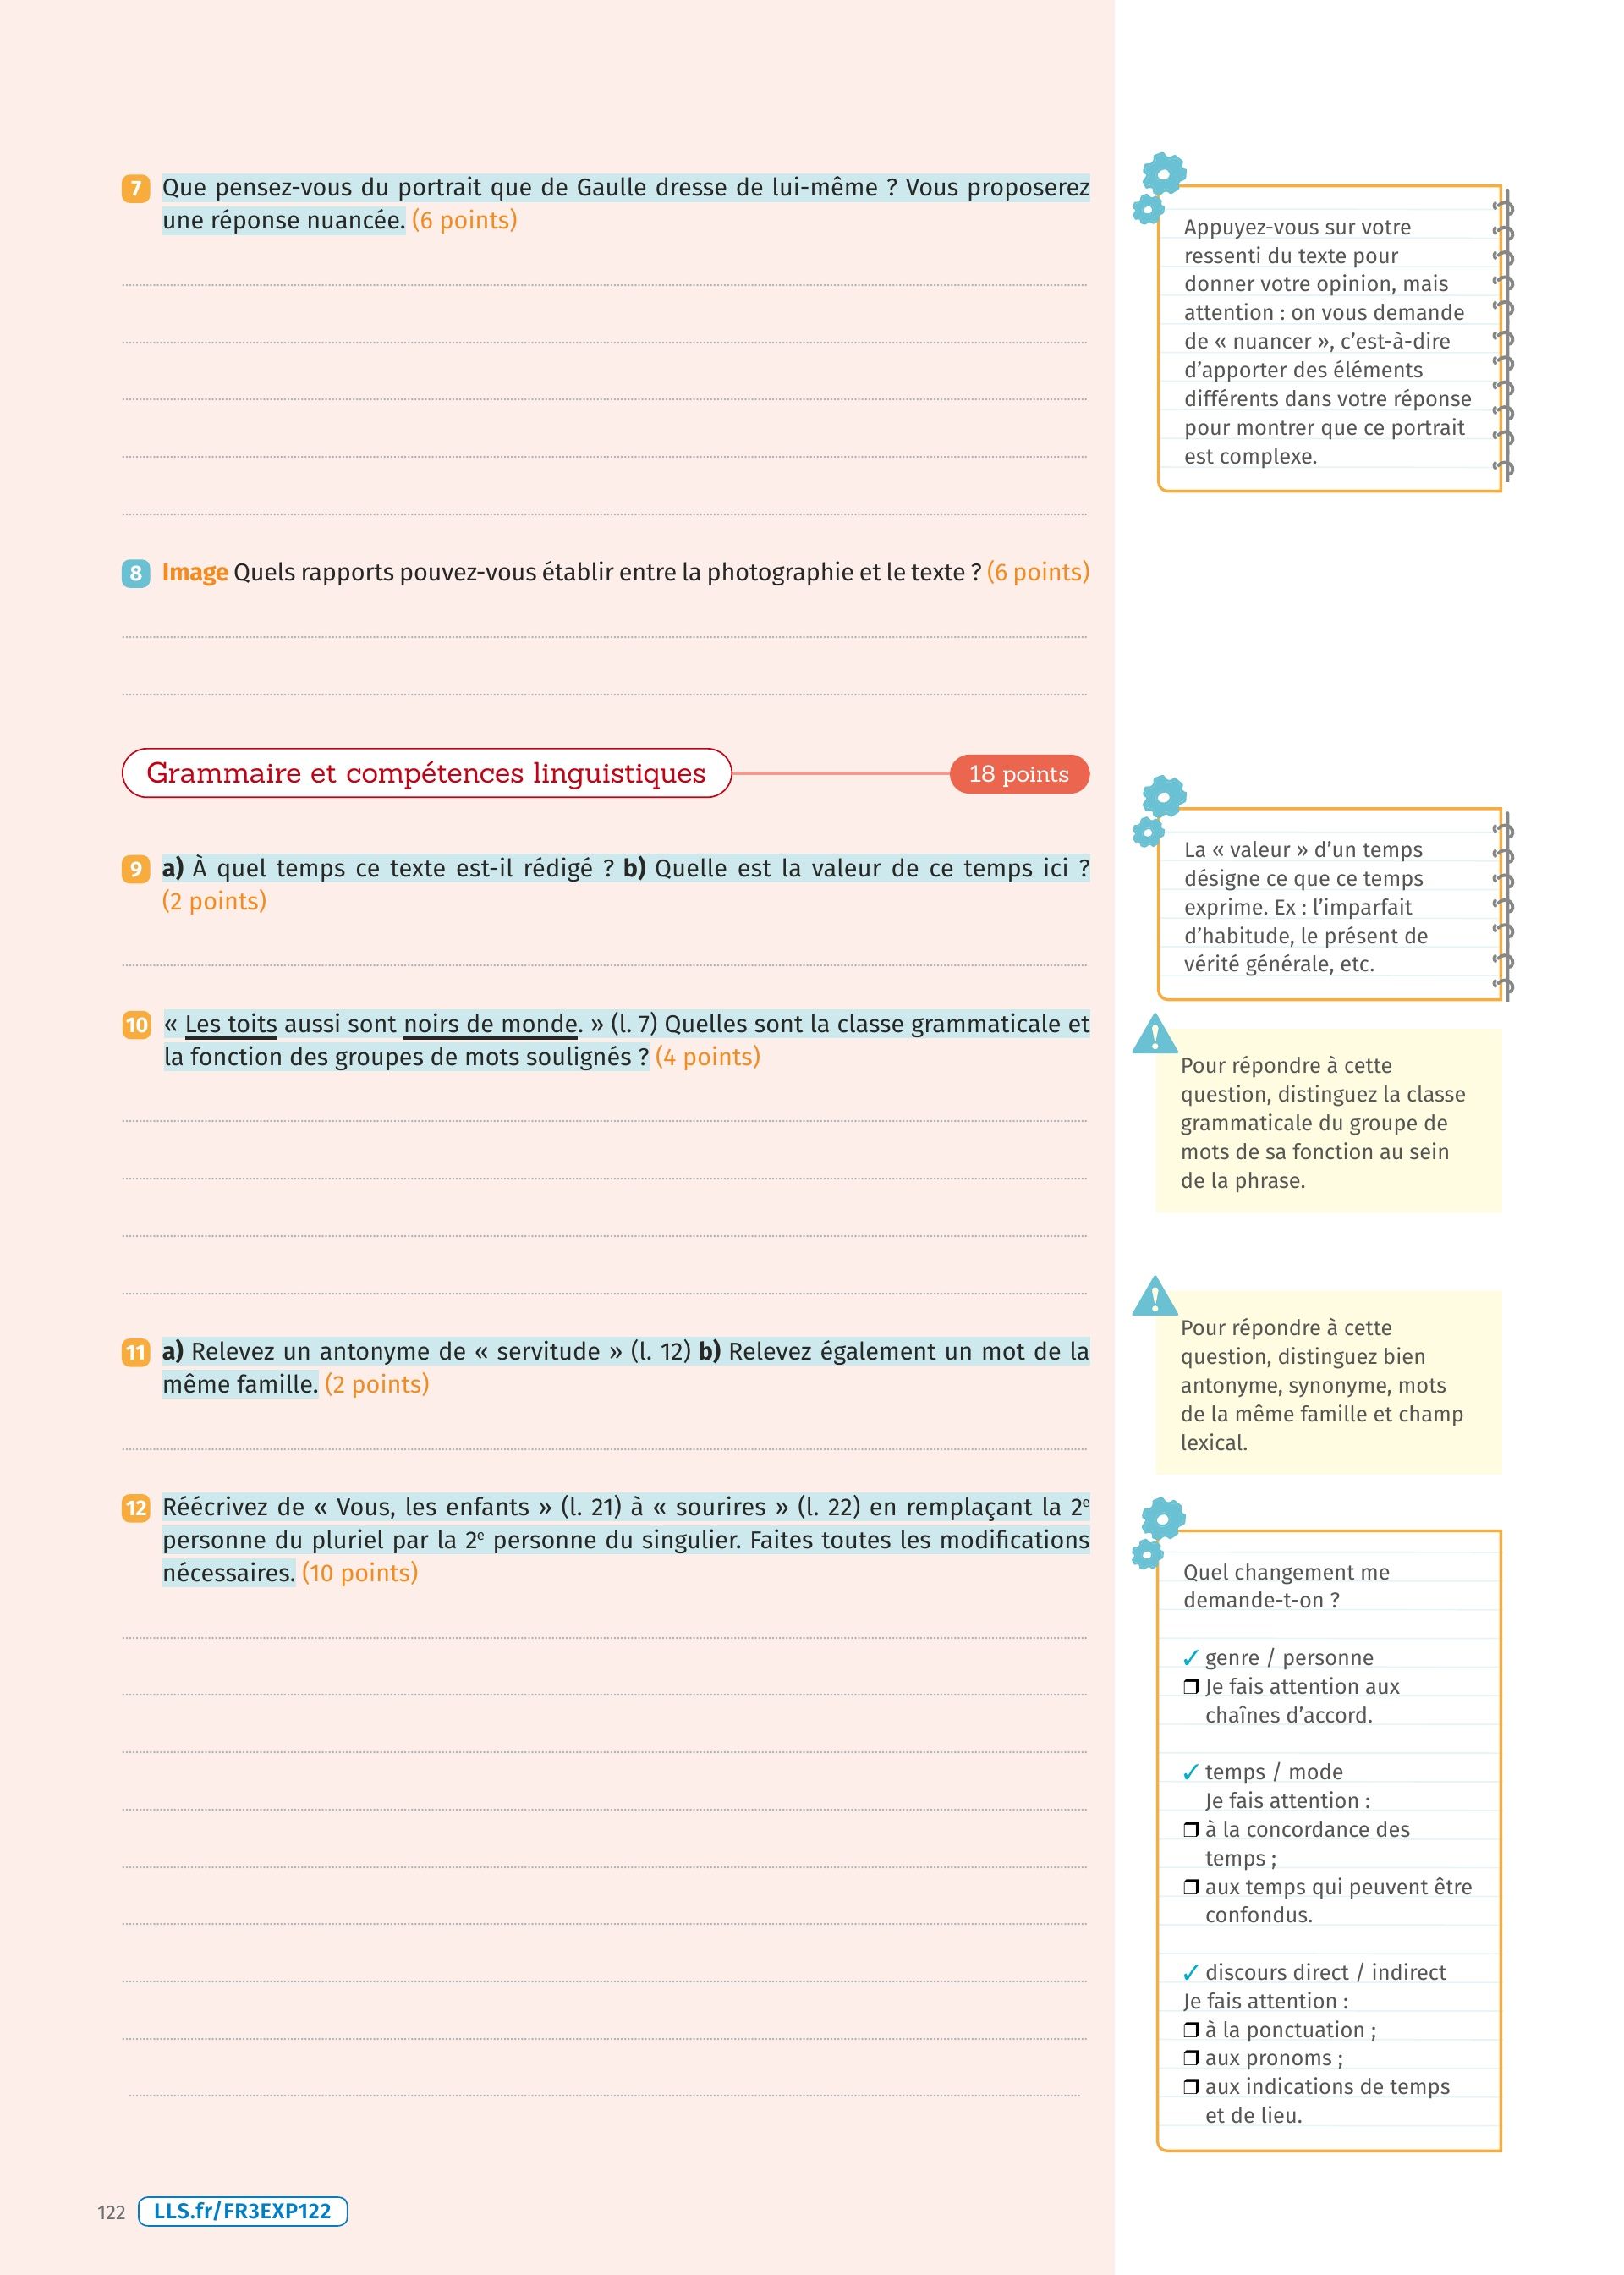 7 Que pensez-vous du portrait que de Gaulle dresse de lui-même ? Vous proposerez
une réponse nuancée. (6 points)
Appuyez-vous sur votre
ressenti du texte pour
donner votre opinion, mais
attention : on vous demande
de « nuancer », c’est-à-dire
d’apporter des éléments
différents dans votre réponse
pour montrer que ce portrait
est complexe.
8 Image Quels rapports pouvez-vous établir entre la photographie et le texte ? (6 points)
Grammaire et compétences linguistiques 18 points
9 a) À quel temps ce texte est-il rédigé ? b) Quelle est la valeur de ce temps ici ?
(2 points)
La « valeur » d’un temps
désigne ce que ce temps
exprime. Ex : l’imparfait
d’habitude, le présent de
vérité générale, etc.
10 « Les toits aussi sont noirs de monde. » (l. 7) Quelles sont la classe grammaticale et
la fonction des groupes de mots soulignés ? (4 points)
!
Pour répondre à cette
question, distinguez la classe
grammaticale du groupe de
mots de sa fonction au sein
de la phrase.
11 a) Relevez un antonyme de « servitude » (l. 12) b) Relevez également un mot de la
même famille. (2 points)
!
Pour répondre à cette
question, distinguez bien
antonyme, synonyme, mots
de la même famille et champ
lexical.
12 Réécrivez de « Vous, les enfants » (l. 21) à « sourires » (l. 22) en remplaçant la 2e
personne du pluriel par la 2e personne du singulier. Faites toutes les modifications
nécessaires. (10 points)
Quel changement me
demande-t-on ?
✓ genre / personne
❒ Je fais attention aux
chaînes d’accord.
✓ temps / mode
Je fais attention :
❒ à la concordance des
temps ;
❒ aux temps qui peuvent être
confondus.
✓ discours direct / indirect
Je fais attention :
❒ à la ponctuation ;
❒ aux pronoms ;
❒ aux indications de temps
et de lieu.
122 LLS.fr/FR3EXP122